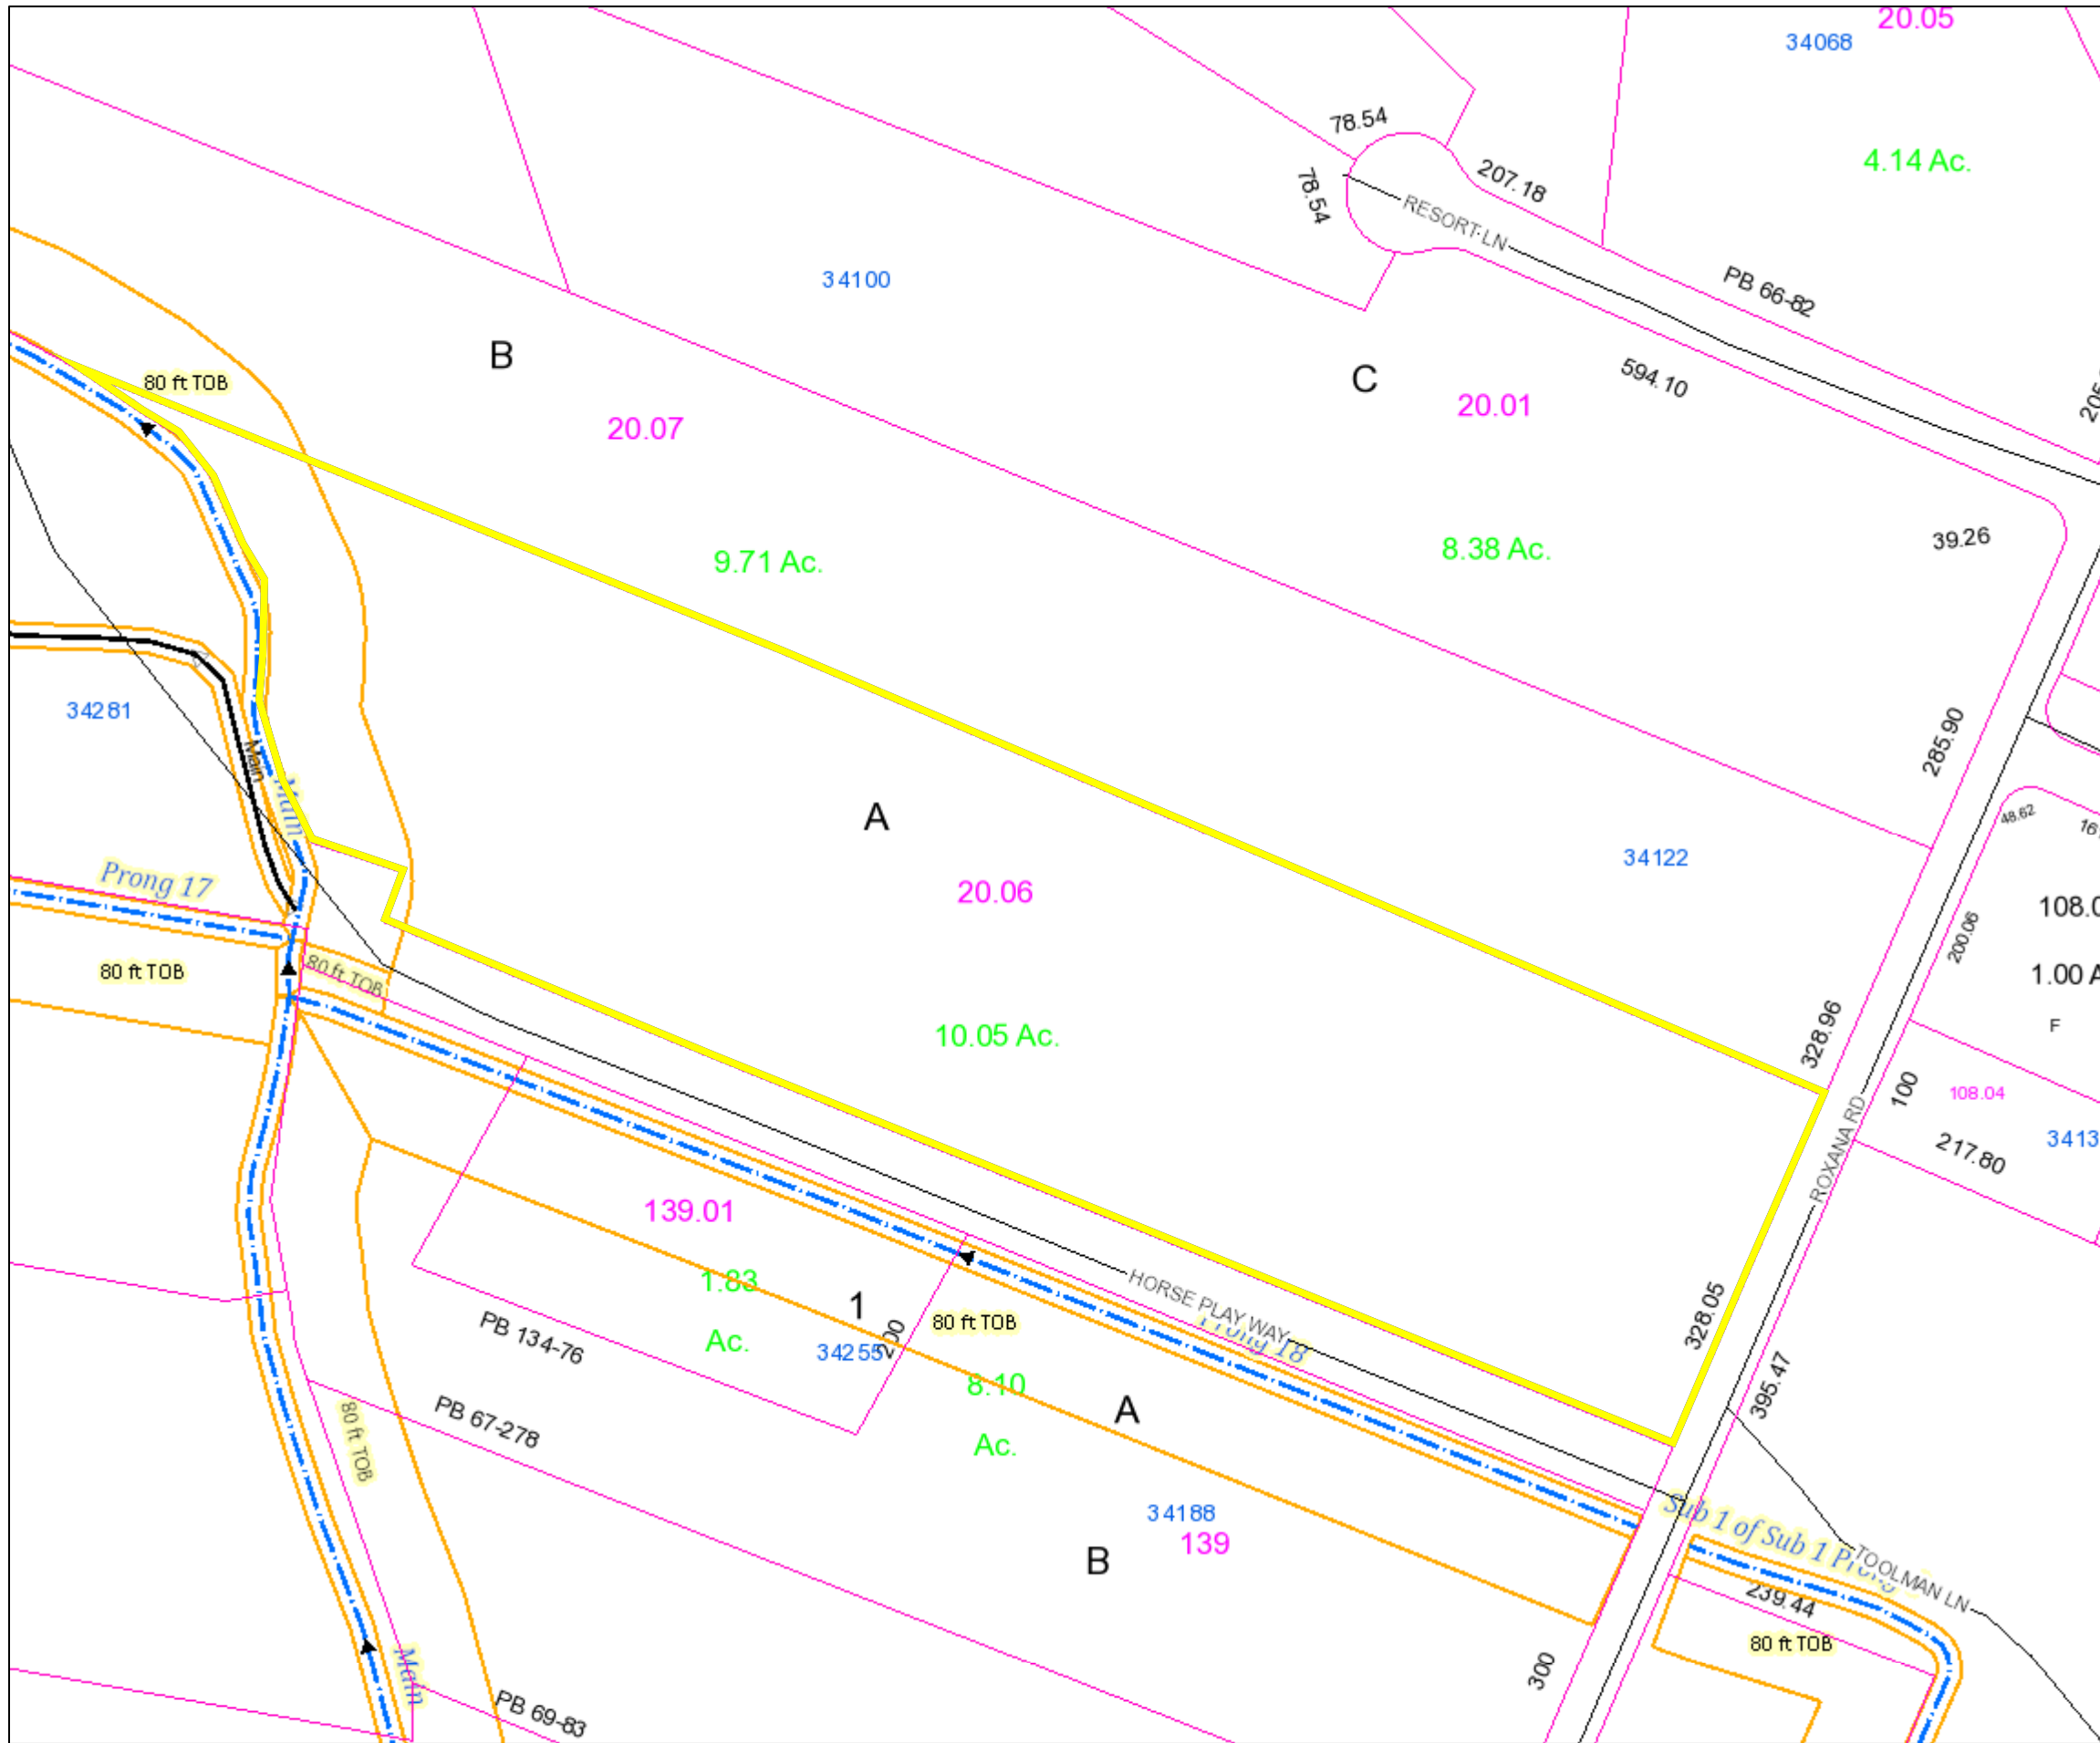 20.05
34068
78.54
4.14 Ac.
207.18
78.54
RESORT LN
34100
PB 66-82
B
C
594.10
80 ft TOB
20.01
20.07
39.26
8.38 Ac.
9.71 Ac.
34281
285.90
Main
Main
48.62
A
34122
Prong 17
20.06
108.0
200.06
80 ft TOB
80 ft TOB
1.00 A
F
10.05 Ac.
328.96
100
108.04
3413
ROXANA RD
217.80
139.01
1.83
Ac.
1
HORSE PLAY WAY
328.05
80 ft TOB
Prong 18
PB 134-76
34255
200
8.10
Ac.
395.47
A
PB 67-278
80 ft TOB
34188
139
B
Sub 1 of Sub 1 Prong
TOOLMAN LN
239.44
80 ft TOB
300
Main
PB 69-83